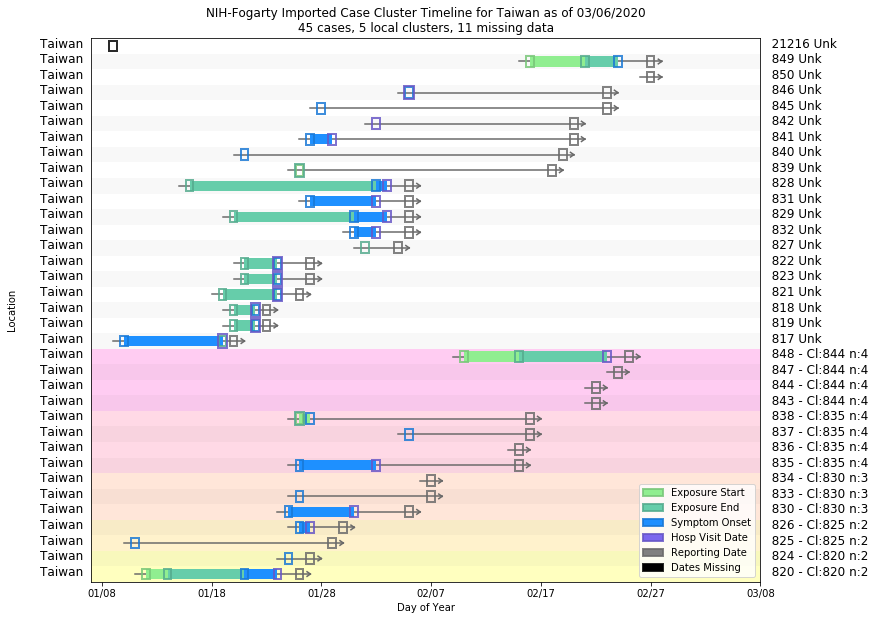 NIH-Fogarty Imported Case Cluster Timeline for Taiwan as of 03/06/2020
45 cases, 5 local clusters, 11 missing data
Taiwan 21216 Unk
Taiwan 849 Unk
Taiwan 850 Unk
Taiwan 846 Unk
Taiwan 845 Unk
Taiwan 842 Unk
Taiwan 841 Unk
Taiwan 840 Unk
Taiwan 839 Unk
Taiwan 828 Unk
Taiwan 831 Unk
Taiwan 829 Unk
Taiwan 832 Unk
Taiwan 827 Unk
Taiwan 822 Unk
Taiwan 823 Unk
Taiwan 821 Unk
Taiwan 818 Unk
Taiwan 819 Unk
Taiwan 817 Unk
Taiwan 848 - Cl:844 n:4
Taiwan 847 - Cl:844 n:4
Taiwan 844 - Cl:844 n:4
Taiwan 843 - Cl:844 n:4
Taiwan 838 - Cl:835 n:4
Taiwan 837 - Cl:835 n:4
Taiwan 836 - Cl:835 n:4
Taiwan 835 - Cl:835 n:4
Taiwan 834 - Cl:830 n:3
Taiwan 833 - Cl:830 n:3
Taiwan 830 - Cl:830 n:3
Taiwan 826 - Cl:825 n:2
Taiwan 825 - Cl:825 n:2
Taiwan 824 - Cl:820 n:2
Taiwan 820 - Cl:820 n:2
Location
Exposure Start
Exposure End
Symptom Onset
Hosp Visit Date
Reporting Date
Dates Missing
01/08 01/18 01/28 02/07 02/17 02/27 03/08
Day of Year